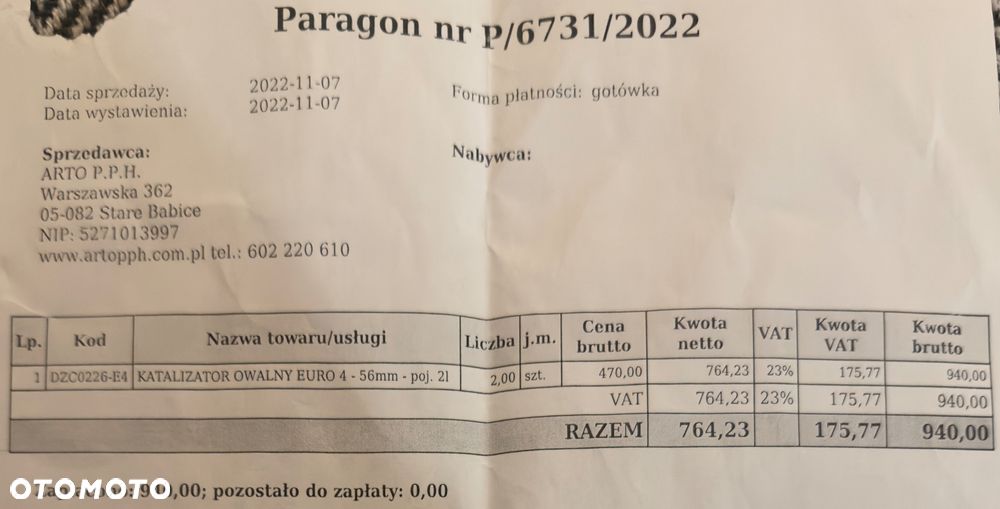 Paragon nr P/6731/2022
Data sprzedaży: 2022-11-07 Forma płatności: gotówka
Data wystawienia: 2022-11-07
Sprzedawca: Nabywca:
ARTO P.P.H.
Warszawska 362
05-082 Stare Babice
NIP: 5271013997
www.artopph.com.pl tel.: 602 220 610
Lp. Kod Nazwa towaru/usługi Liczba j.m. Cena brutto Kwota netto VAT Kwota VAT Kwota brutto
1 DZC0226-E4 KATALIZATOR OWALNY EURO 4 - 56mm - poj. 2l 2,00 szt. 470,00 764,23 23% 175,77 940,00
VAT 764,23 23% 175,77 940,00
RAZEM 764,23 175,77 940,00
,00; pozostało do zapłaty: 0,00
OTOMOTO